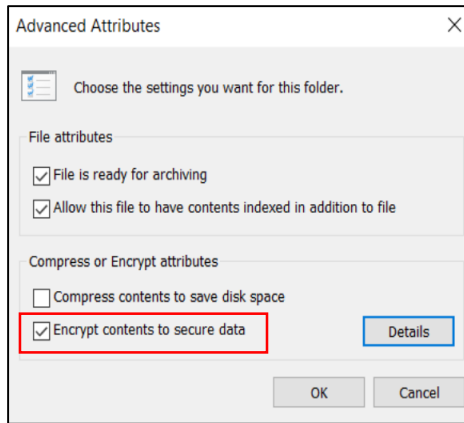 Advanced Attributes
Choose the settings you want for this folder.
File attributes
File is ready for archiving
Allow this file to have contents indexed in addition to file
Compress or Encrypt attributes
Compress contents to save disk space
Encrypt contents to secure data
Details
OK
Cancel